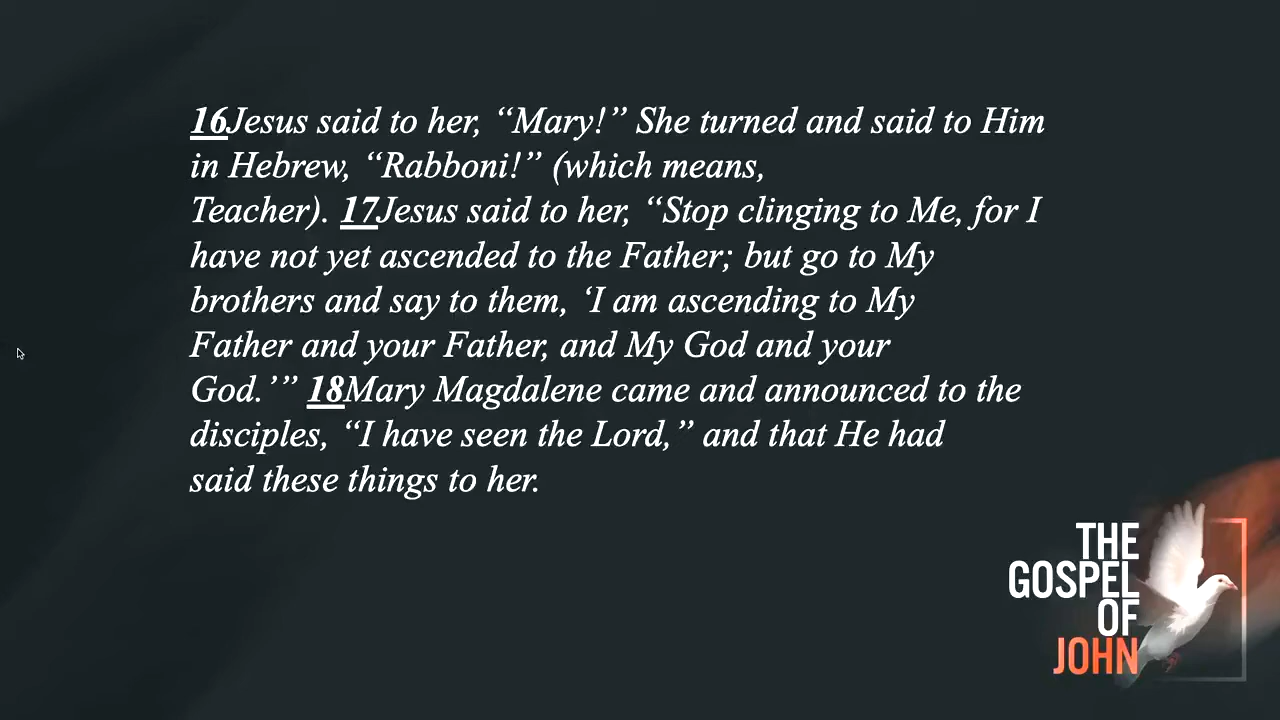 16Jesus said to her, “Mary!” She turned and said to Him
in Hebrew, “Rabboni!” (which means,
Teacher). 17Jesus said to her, “Stop clinging to Me, for I
have not yet ascended to the Father; but go to My
brothers and say to them, ‘I am ascending to My
Father and your Father, and My God and your
God.’” 18Mary Magdalene came and announced to the
disciples, “I have seen the Lord,” and that He had
said these things to her.
THE
GOSPEL
OF
JOHN